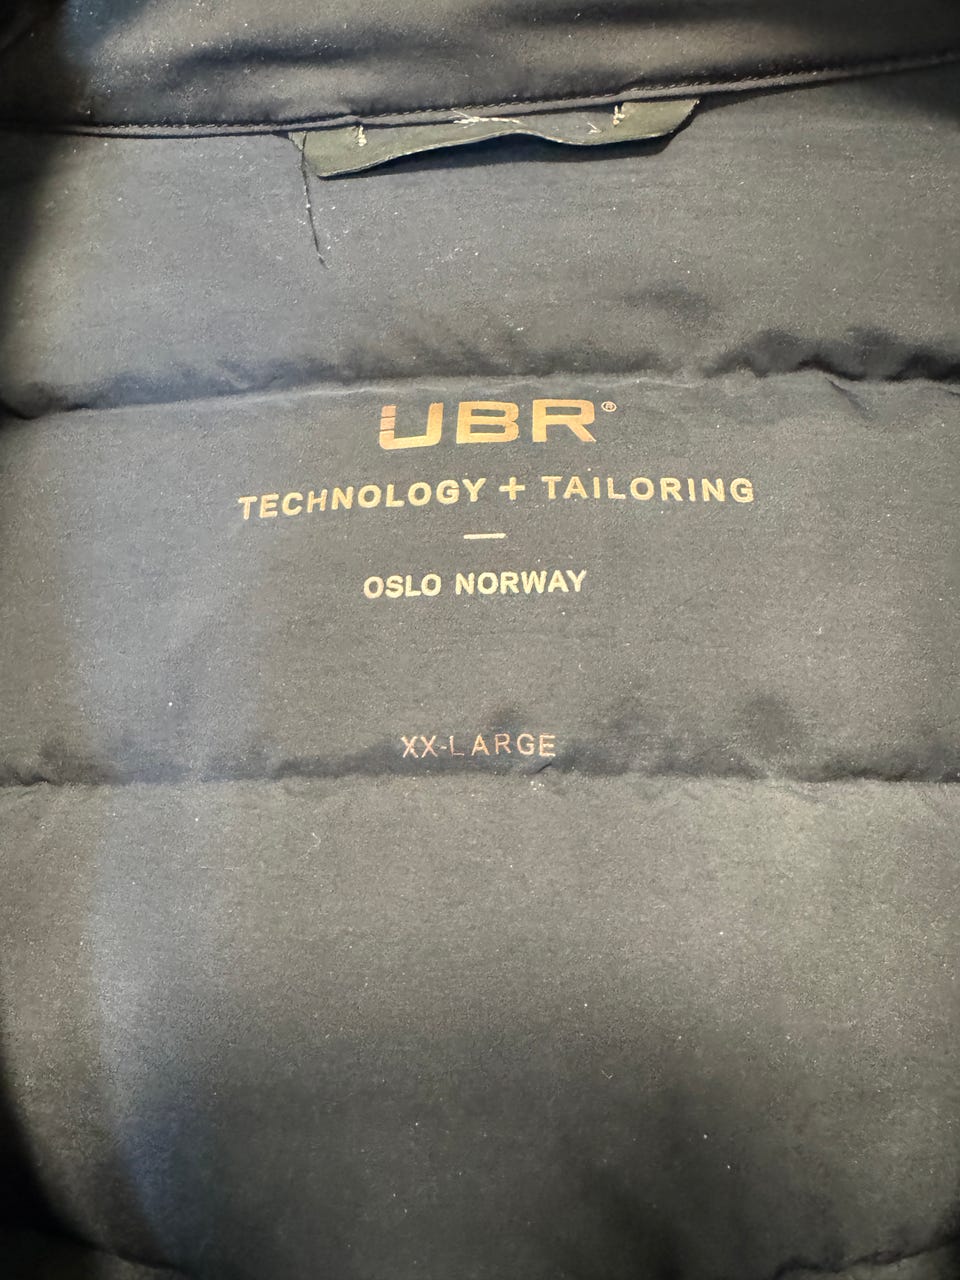 UBR®
TECHNOLOGY + TAILORING
—
OSLO NORWAY
XX-LARGE